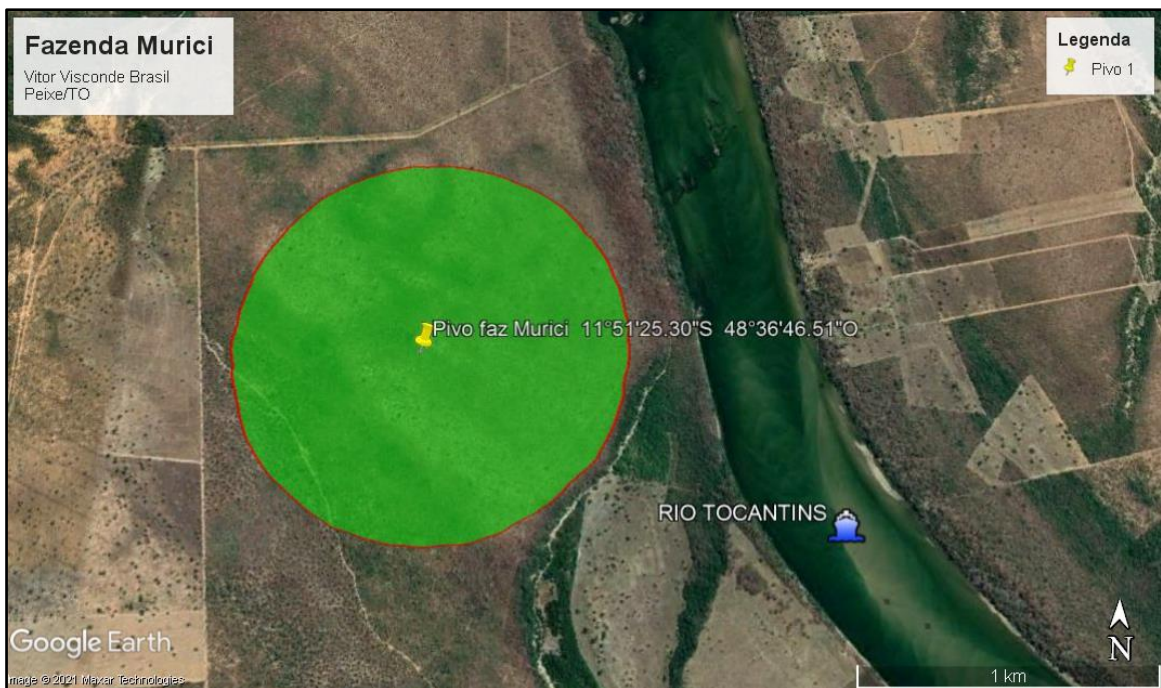 Fazenda Murici
Vitor Visconde Brasil
Peixe/TO
Legenda
Pivo 1
Pivo faz Murici 11°51'25.30"S 48°36'46.51"O
RIO TOCANTINS
N
Google Earth
1 km
Image © 2021 Maxar Technologies